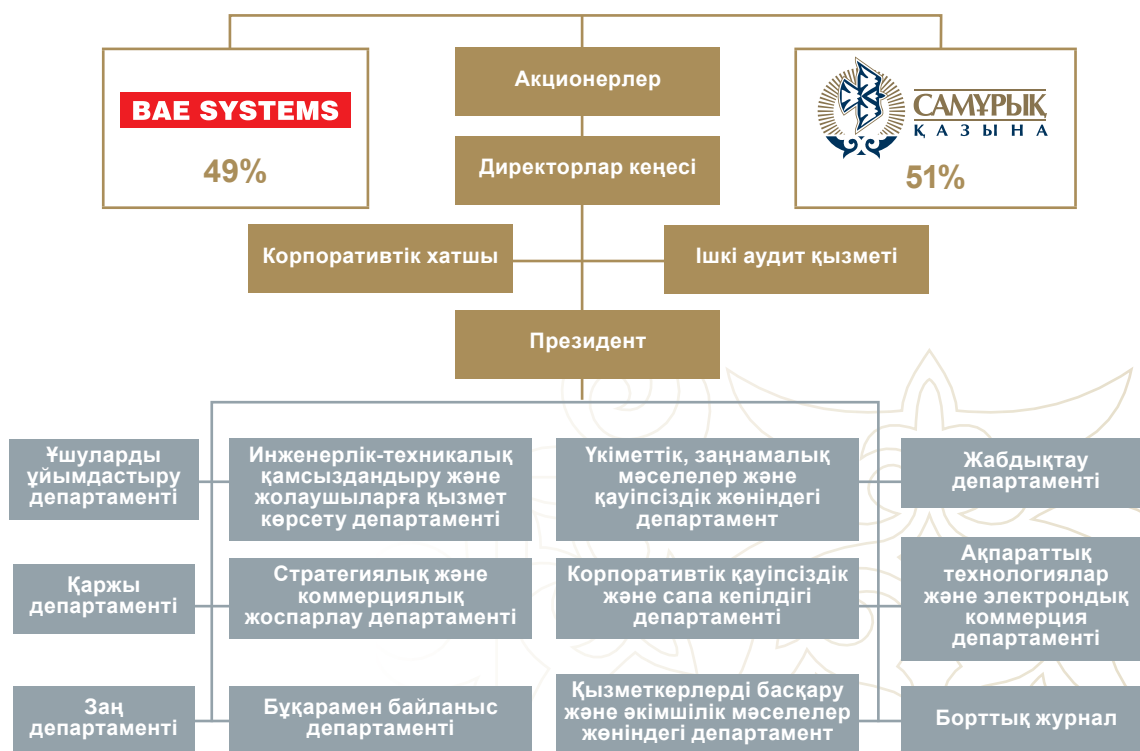 BAE SYSTEMS
49%
Акционерлер
САМҰРЫҚ
ҚАЗЫНА
51%
Директорлар кеңесі
Корпоративтік хатшы
Ішкі аудит қызметі
Президент
Ұшуларды
ұйымдастыру
департаменті
Инженерлік-техникалық
қамсыздандыру және
жолаушыларға қызмет
көрсету департаменті
Үкіметтік, заңнамалық
мәселелер және
қауіпсіздік жөніндегі
департамент
Жабдықтау
департаменті
Қаржы
департаменті
Стратегиялық және
коммерциялық
жоспарлау департаменті
Корпоративтік қауіпсіздік
және сапа кепілдігі
департаменті
Ақпараттық
технологиялар
және электрондық
коммерция
департаменті
Заң
департаменті
Бұқарамен байланыс
департаменті
Қызметкерлерді басқару
және әкімшілік мәселелер
жөніндегі департамент
Борттық журнал